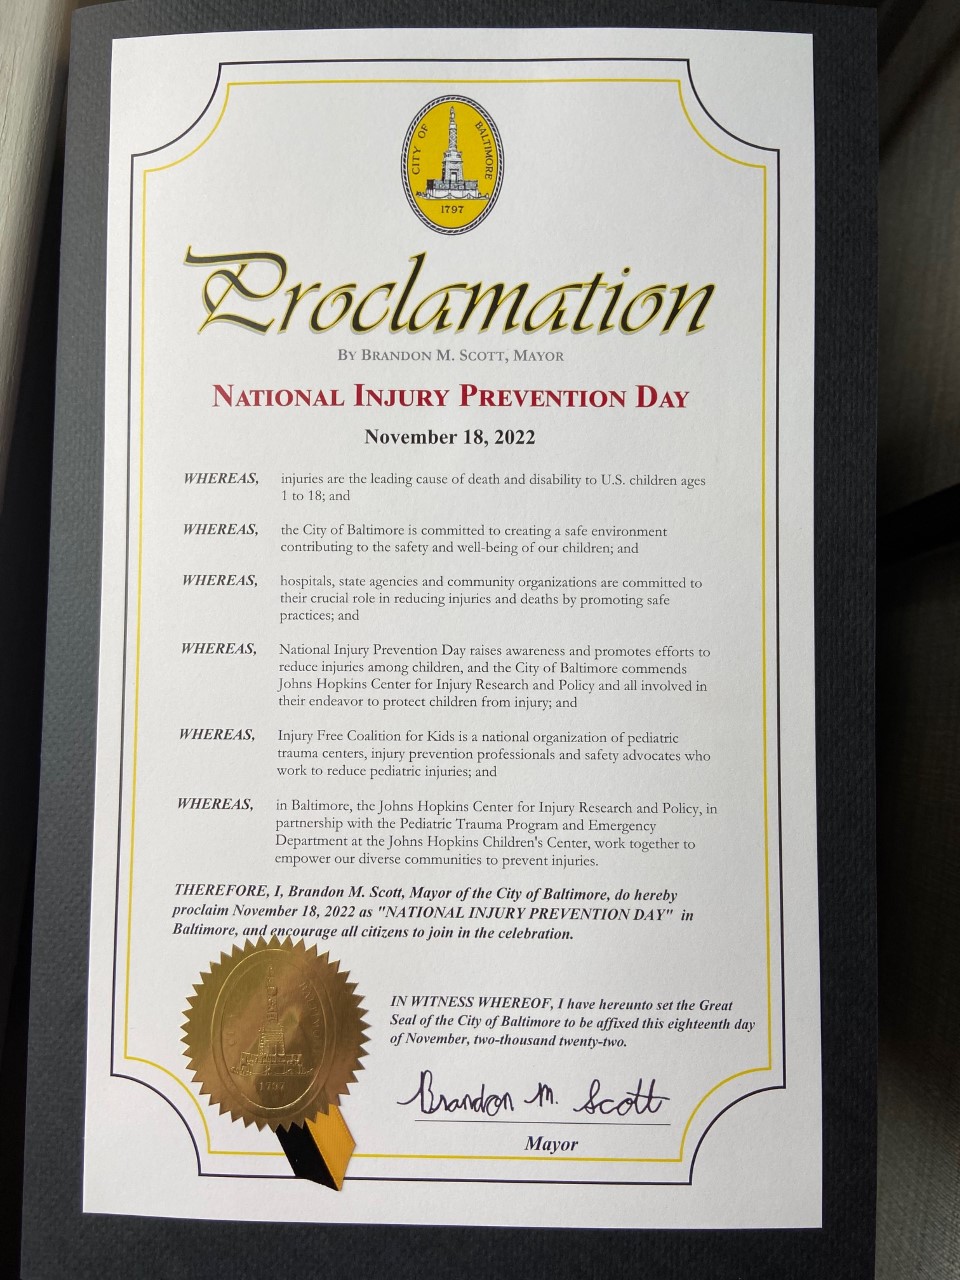 CITY OF BALTIMORE
1797
Proclamation
BY BRANDON M. SCOTT, MAYOR
NATIONAL INJURY PREVENTION DAY
November 18, 2022
WHEREAS, injuries are the leading cause of death and disability to U.S. children ages
1 to 18; and
WHEREAS, the City of Baltimore is committed to creating a safe environment
contributing to the safety and well-being of our children; and
WHEREAS, hospitals, state agencies and community organizations are committed to
their crucial role in reducing injuries and deaths by promoting safe
practices; and
WHEREAS, National Injury Prevention Day raises awareness and promotes efforts to
reduce injuries among children, and the City of Baltimore commends
Johns Hopkins Center for Injury Research and Policy and all involved in
their endeavor to protect children from injury; and
WHEREAS, Injury Free Coalition for Kids is a national organization of pediatric
trauma centers, injury prevention professionals and safety advocates who
work to reduce pediatric injuries; and
WHEREAS, in Baltimore, the Johns Hopkins Center for Injury Research and Policy, in
partnership with the Pediatric Trauma Program and Emergency
Department at the Johns Hopkins Children's Center, work together to
empower our diverse communities to prevent injuries.
THEREFORE, I, Brandon M. Scott, Mayor of the City of Baltimore, do hereby
proclaim November 18, 2022 as "NATIONAL INJURY PREVENTION DAY" in
Baltimore, and encourage all citizens to join in the celebration.
IN WITNESS WHEREOF, I have hereunto set the Great
Seal of the City of Baltimore to be affixed this eighteenth day
of November, two-thousand twenty-two.
1797
Brandon M. Scott
Mayor